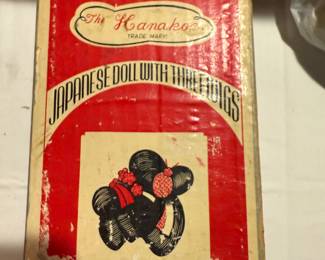 The Hanako
TRADE MARK
JAPANESE DOLL WITH THREE WIGS